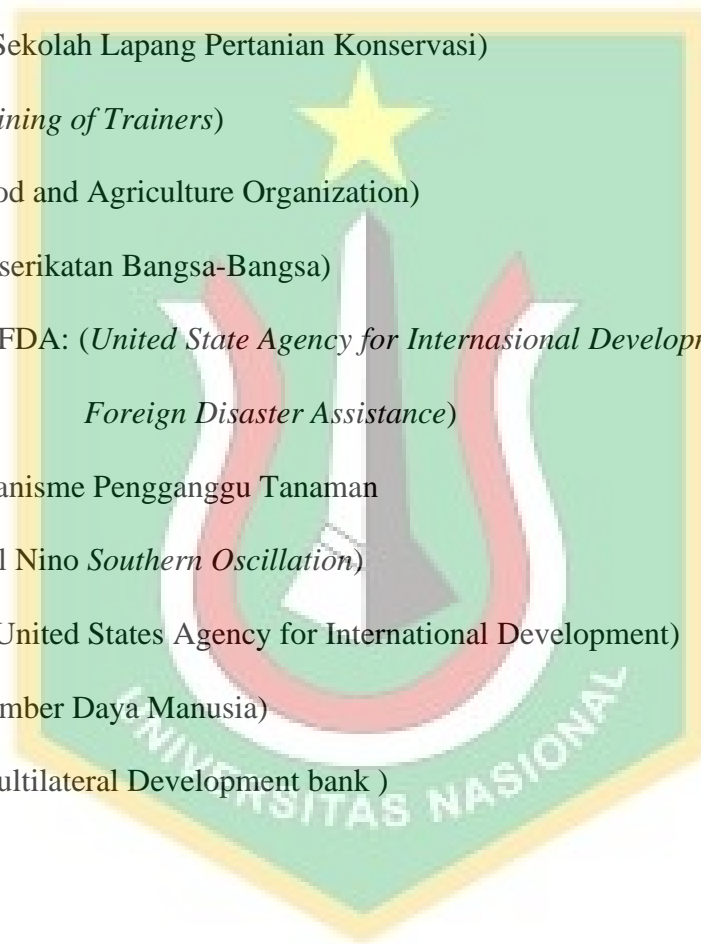 Sekolah Lapang Pertanian Konservasi)
ining of Trainers)
od and Agriculture Organization)
serikatan Bangsa-Bangsa)
FDA: (United State Agency for Internasional Develop
Foreign Disaster Assistance)
anisme Pengganggu Tanaman
l Nino Southern Oscillation)
United States Agency for International Development)
mber Daya Manusia)
ultilateral Development bank )
UNIVERSITAS NASIONAL